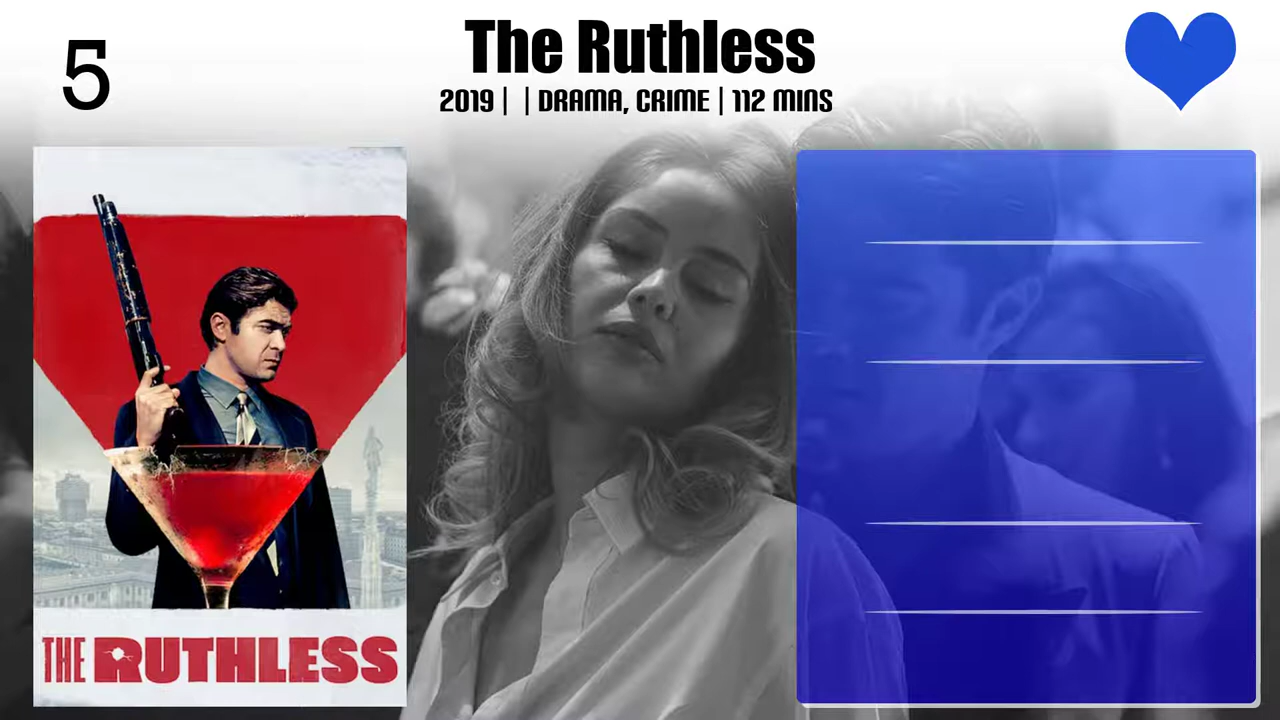 5
The Ruthless
2019 | | DRAMA, CRIME | 112 MINS
THE RUTHLESS